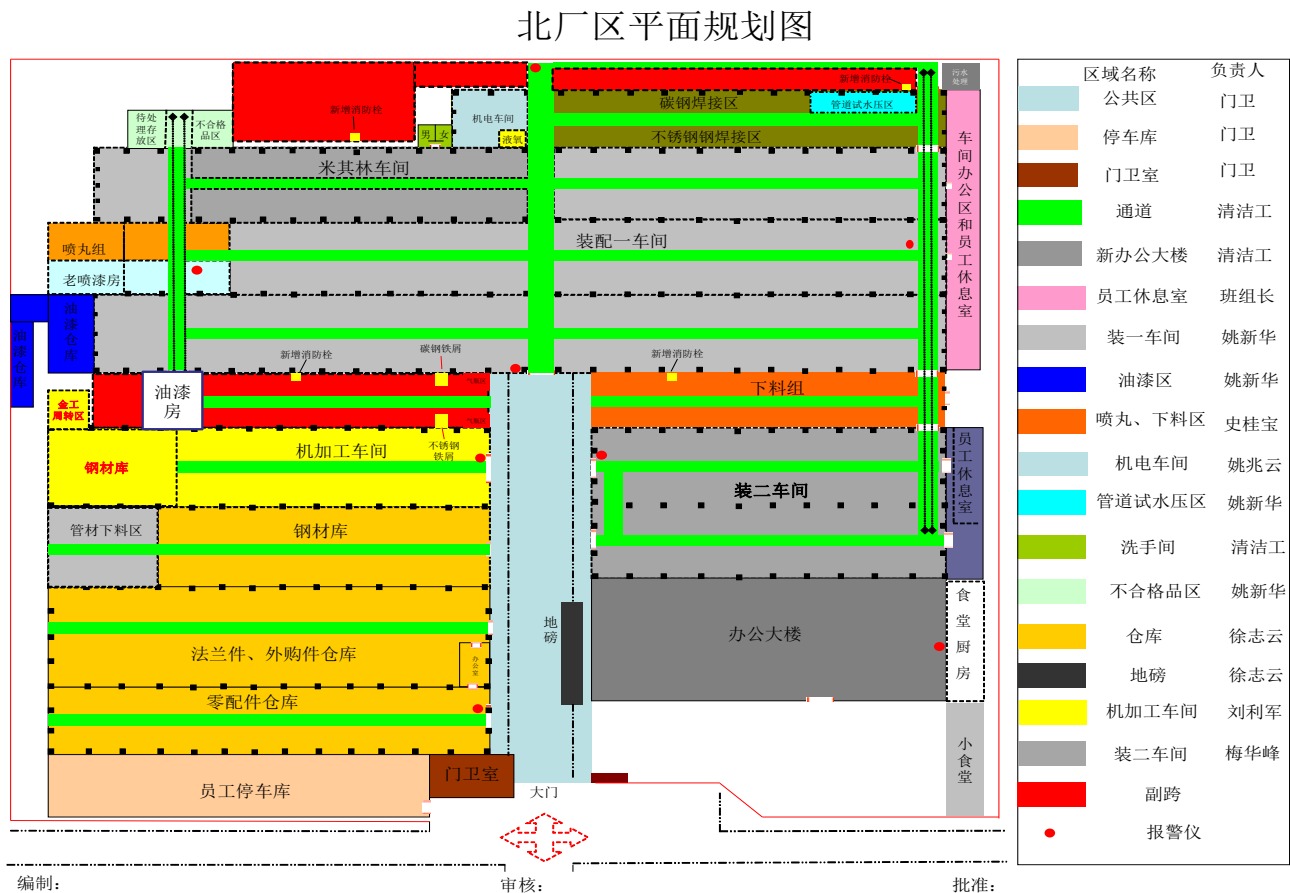 北厂区平面规划图
污水
处理
新增消防栓
碳钢焊接区
管道试水压区
新增消防栓
待处
理存
放区
不合格
品区
男
女
机电车间
液氧
不锈钢钢焊接区
米其林车间
车间办公区和员工休息室
喷丸组
装配一车间
老喷漆房
油漆仓库
油漆仓库
新增消防栓
碳钢铁屑
新增消防栓
油漆
房
气瓶区
气瓶区
下料组
金工
周转区
不锈钢
铁屑
机加工车间
钢材库
员工休息室
装二车间
管材下料区
钢材库
食堂厨房
地磅
办公大楼
法兰件、外购件仓库
办公室
零配件仓库
小食堂
门卫室
员工停车库
大门
编制：
审核：
批准：
区域名称 负责人
公共区 门卫
停车库 门卫
门卫室 门卫
通道 清洁工
新办公大楼 清洁工
员工休息室 班组长
装一车间 姚新华
油漆区 姚新华
喷丸、下料区 史桂宝
机电车间 姚兆云
管道试水压区 姚新华
洗手间 清洁工
不合格品区 姚新华
仓库 徐志云
地磅 徐志云
机加工车间 刘利军
装二车间 梅华峰
副跨
报警仪